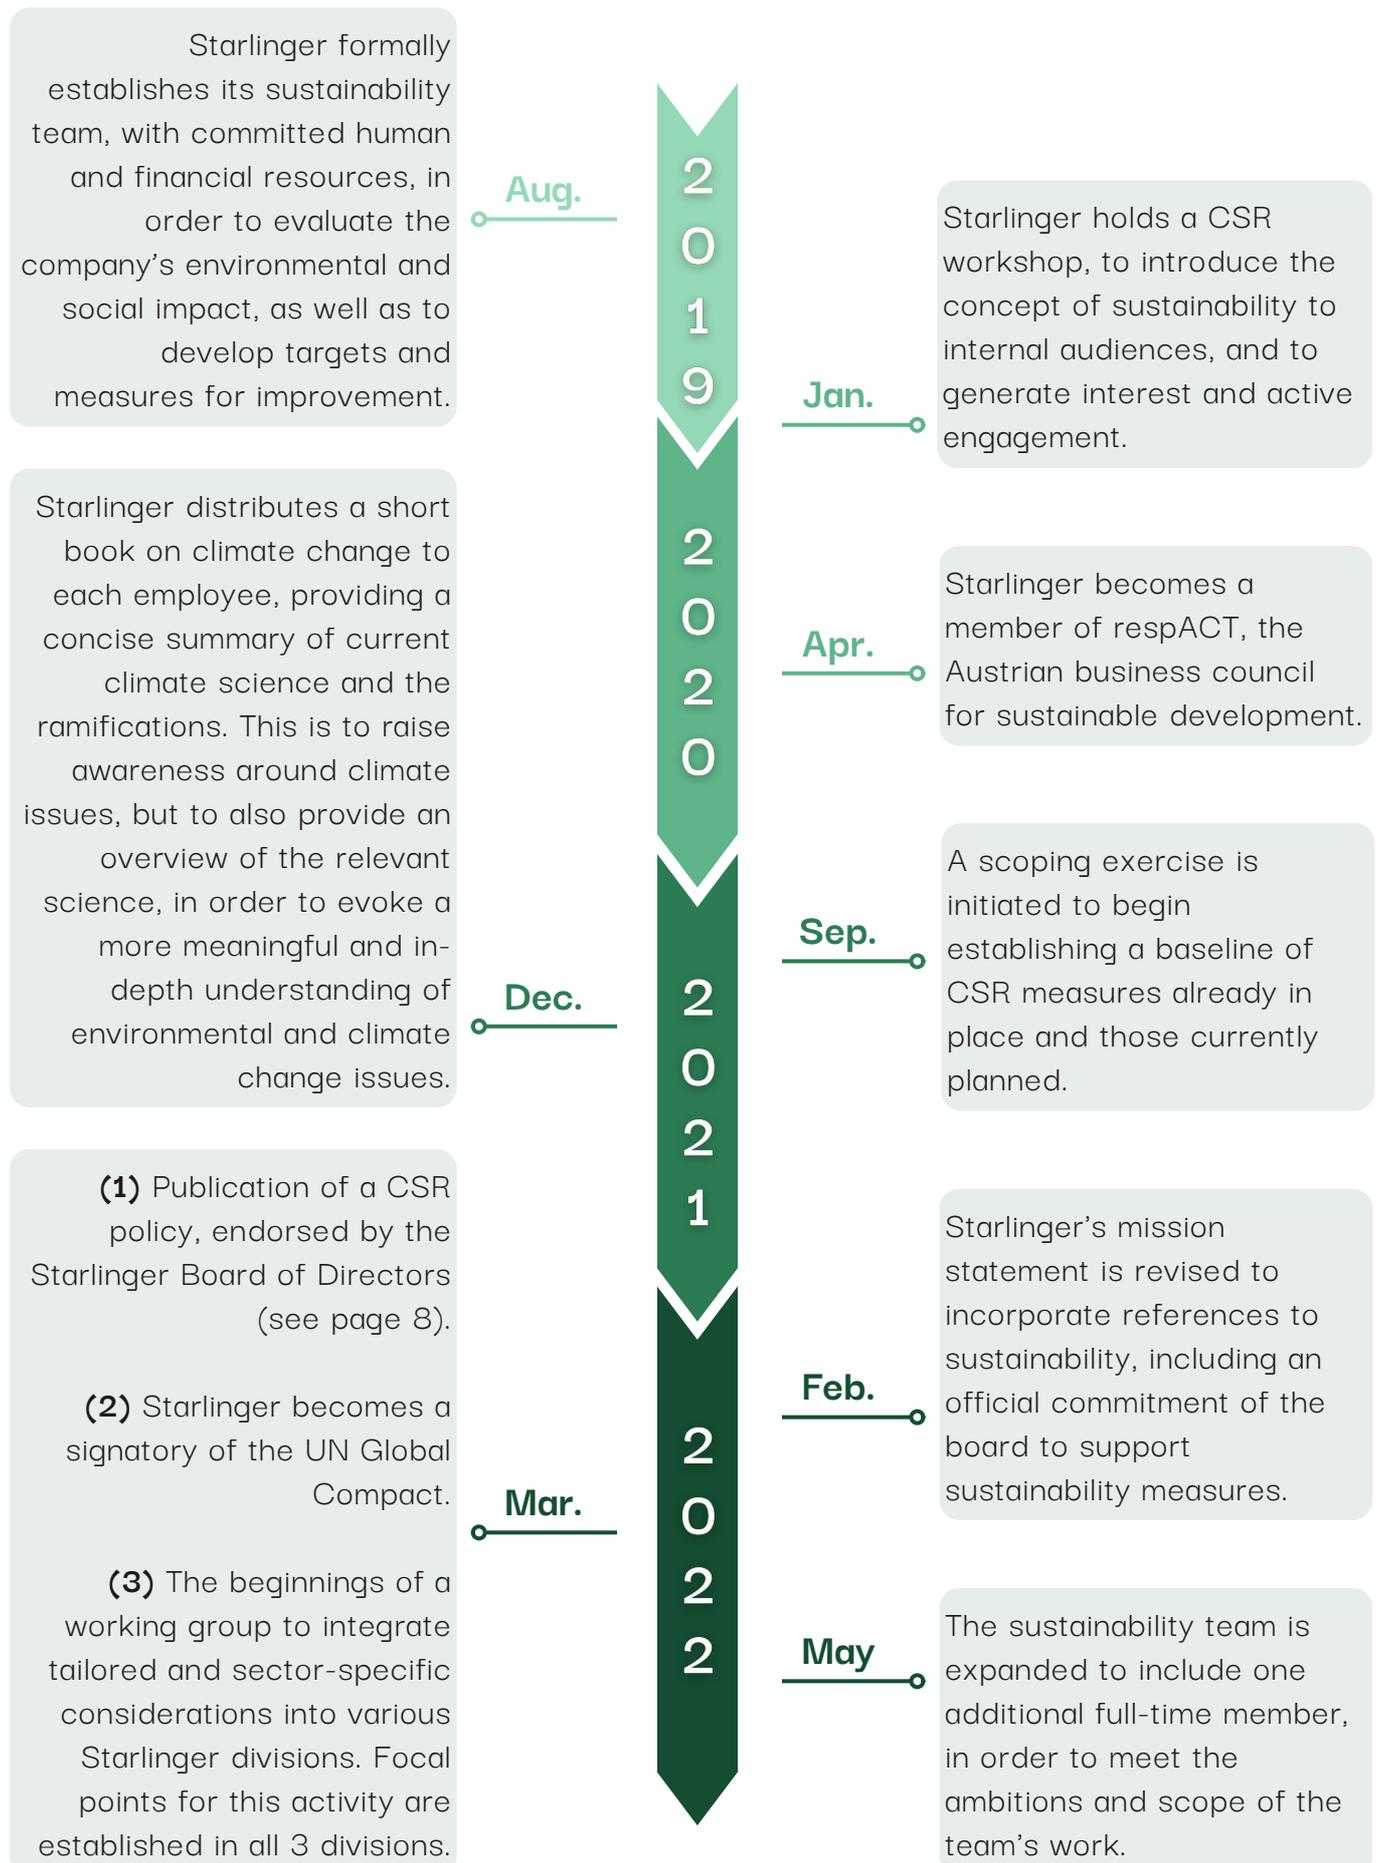 Starlinger formally
establishes its sustainability
team, with committed human
and financial resources, in
order to evaluate the
company's environmental and
social impact, as well as to
develop targets and
measures for improvement.
Aug.
2
0
1
9
Jan.
Starlinger holds a CSR
workshop, to introduce the
concept of sustainability to
internal audiences, and to
generate interest and active
engagement.
2
0
2
0
Apr.
Starlinger becomes a
member of respACT, the
Austrian business council
for sustainable development.
Sep.
A scoping exercise is
initiated to begin
establishing a baseline of
CSR measures already in
place and those currently
planned.
Starlinger distributes a short
book on climate change to
each employee, providing a
concise summary of current
climate science and the
ramifications. This is to raise
awareness around climate
issues, but to also provide an
overview of the relevant
science, in order to evoke a
more meaningful and in-
depth understanding of
environmental and climate
change issues.
Dec.
2
0
2
1
Feb.
Starlinger's mission
statement is revised to
incorporate references to
sustainability, including an
official commitment of the
board to support
sustainability measures.
(1) Publication of a CSR
policy, endorsed by the
Starlinger Board of Directors
(see page 8).
(2) Starlinger becomes a
signatory of the UN Global
Compact.
(3) The beginnings of a
working group to integrate
tailored and sector-specific
considerations into various
Starlinger divisions. Focal
points for this activity are
established in all 3 divisions.
Mar.
2
0
2
2
May
The sustainability team is
expanded to include one
additional full-time member,
in order to meet the
ambitions and scope of the
team's work.